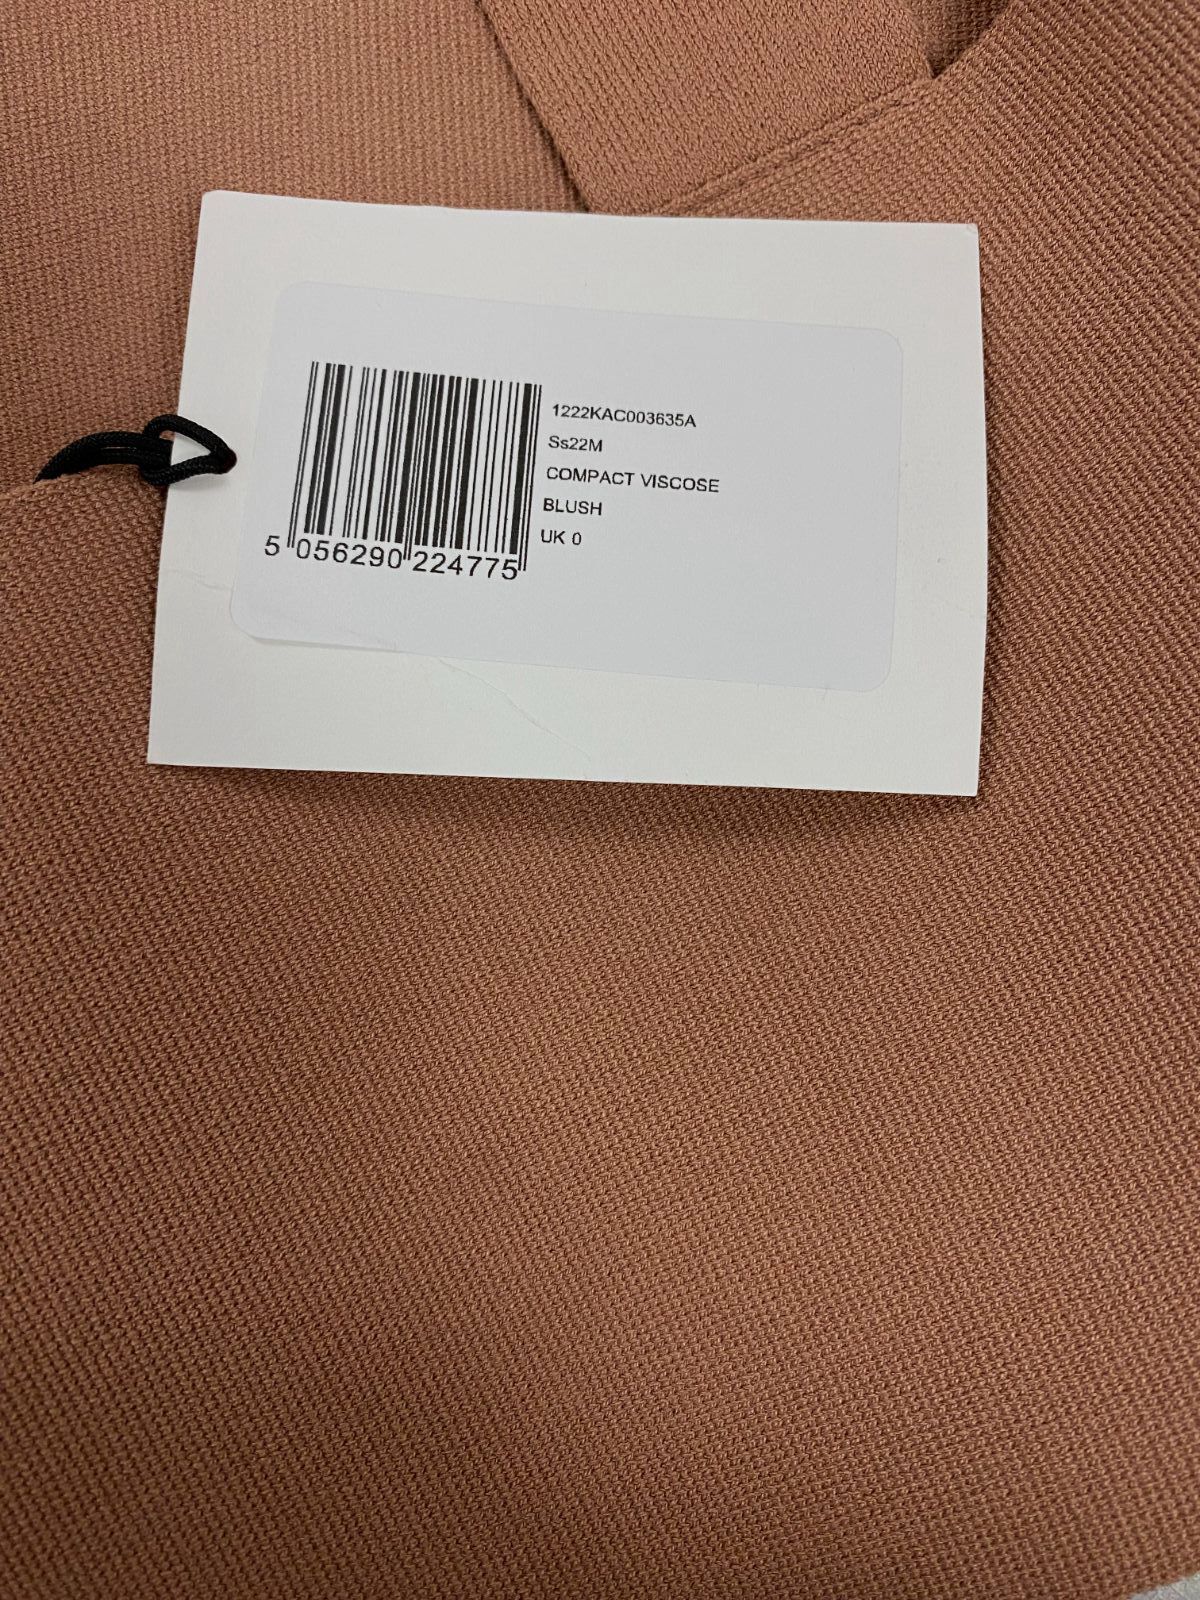 1222KAC003635A
Ss22M
COMPACT VISCOSE
BLUSH
UK 0
5 056290 224775